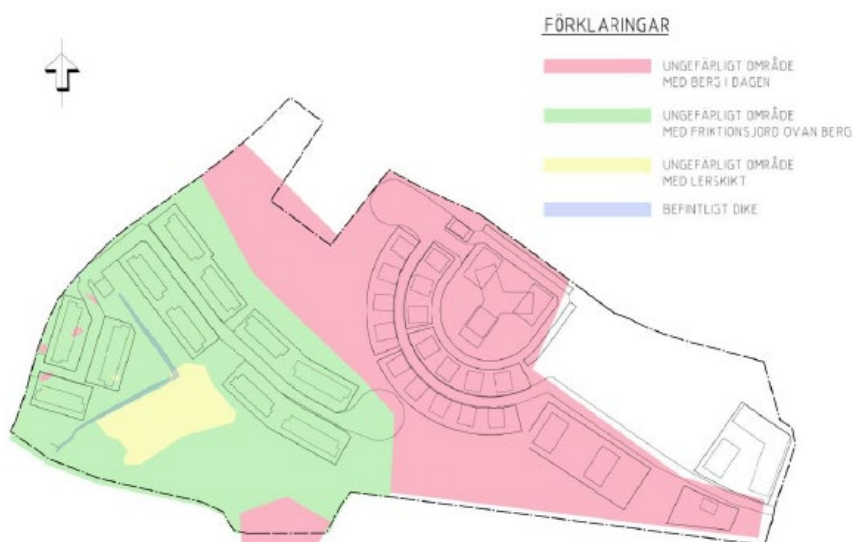 FÖRKLARINGAR
UNGEFÄRLIGT OMRÅDE
MED BERG I DAGEN
UNGEFÄRLIGT OMRÅDE
MED FRIKTIONSJORD OVAN BERG
UNGEFÄRLIGT OMRÅDE
MED LERSKIKT
BEFINTLIGT DIKE